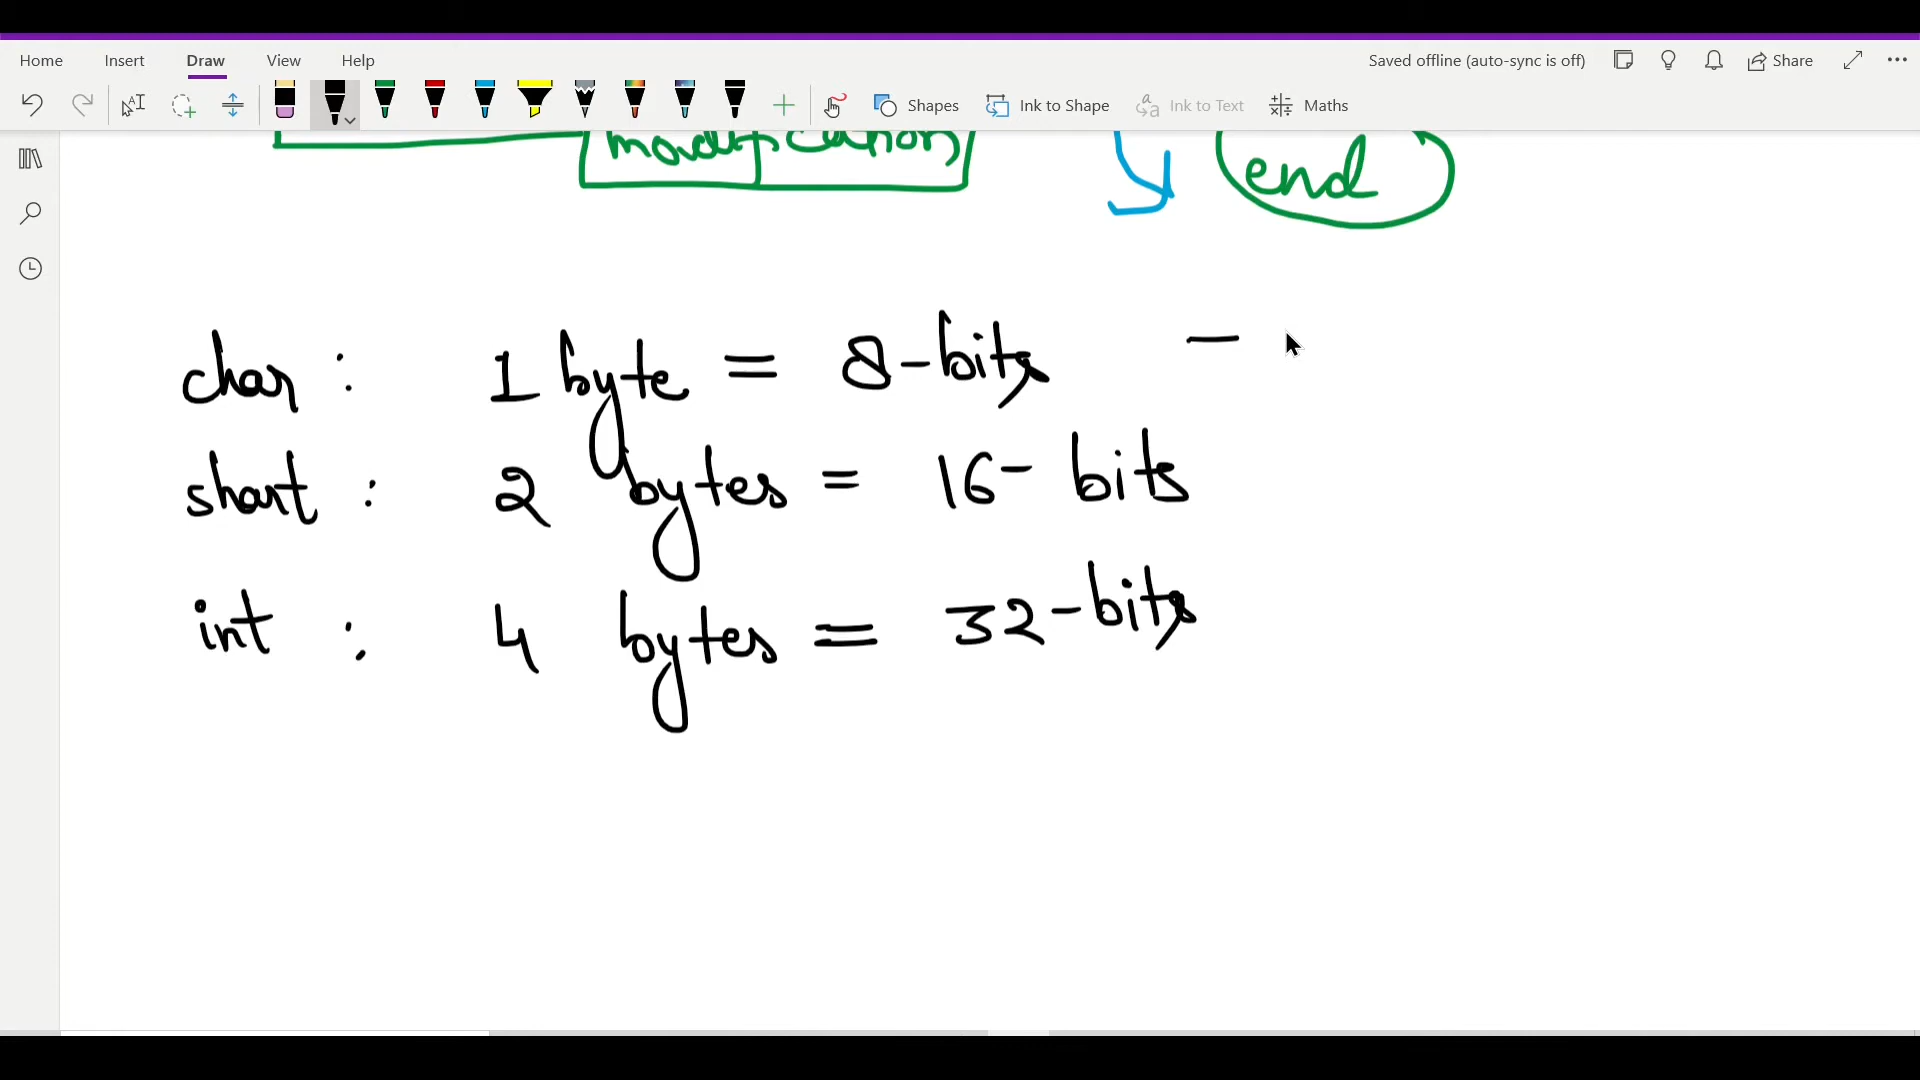 Home Insert Draw View Help Saved offline (auto-sync is off) Share
Shapes Ink to Shape Ink to Text Maths
modification end
char : 1 byte = 8-bits —
short : 2 bytes = 16- bits
int : 4 bytes = 32-bits